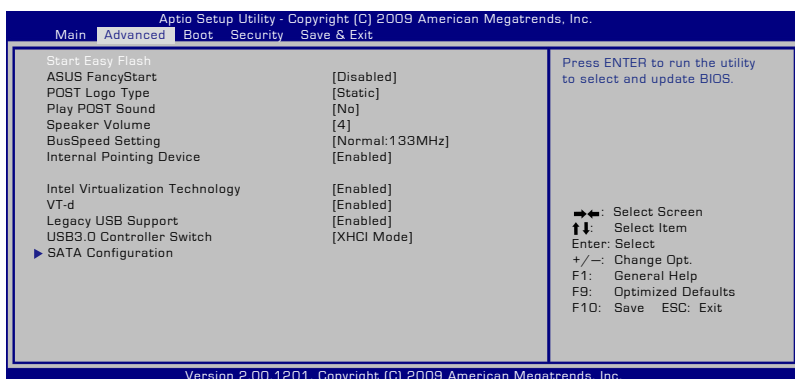 Aptio Setup Utility - Copyright (C) 2009 American Megatrends, Inc.
Main Advanced Boot Security Save & Exit
Start Easy Flash
ASUS FancyStart [Disabled]
POST Logo Type [Static]
Play POST Sound [No]
Speaker Volume [4]
BusSpeed Setting [Normal:133MHz]
Internal Pointing Device [Enabled]
Intel Virtualization Technology [Enabled]
VT-d [Enabled]
Legacy USB Support [Enabled]
USB3.0 Controller Switch [XHCI Mode]
SATA Configuration
Press ENTER to run the utility
to select and update BIOS.
→←: Select Screen
↑↓: Select Item
Enter: Select
+/—: Change Opt.
F1: General Help
F9: Optimized Defaults
F10: Save ESC: Exit
Version 2.00.1201. Copyright (C) 2009 American Megatrends, Inc.